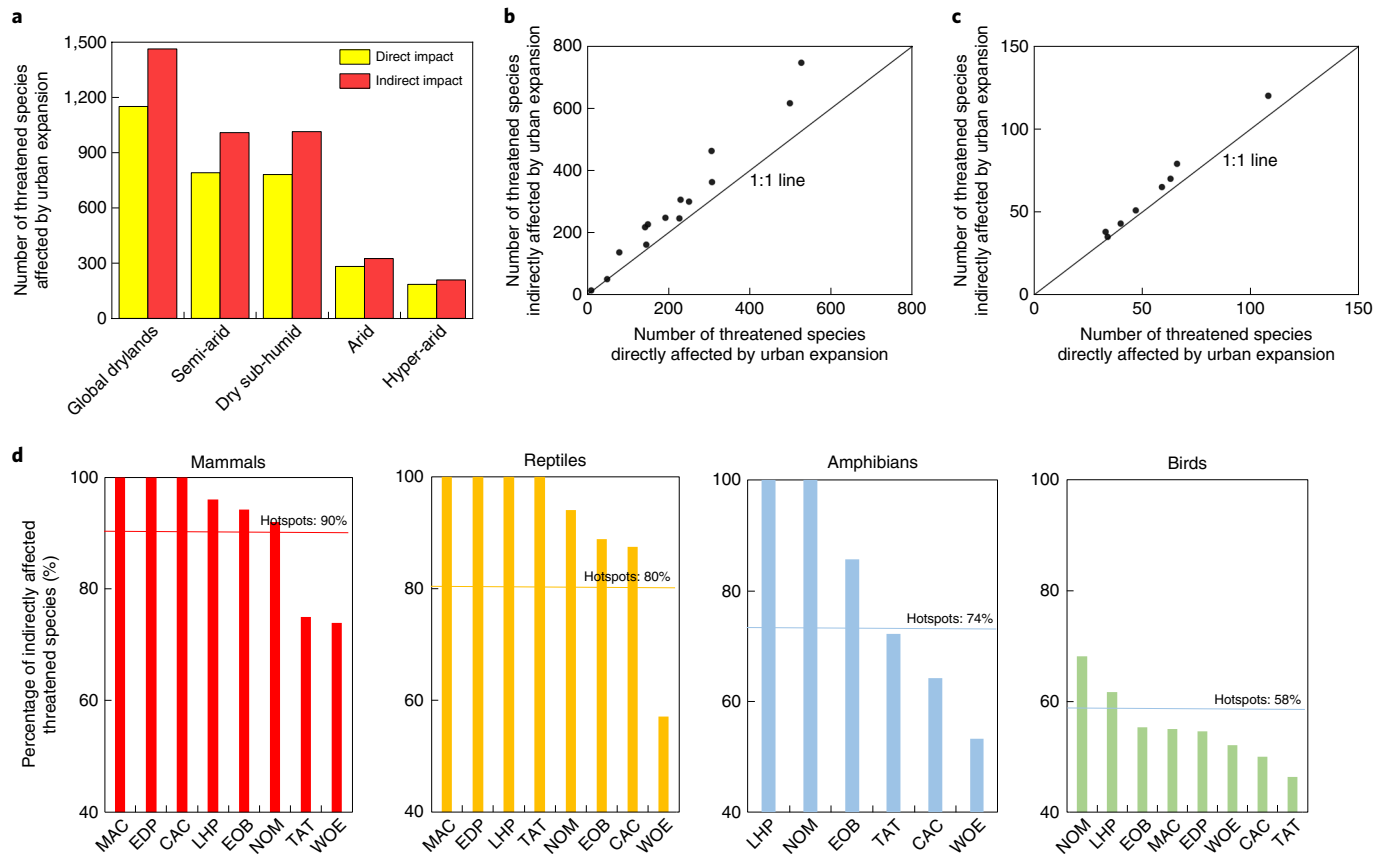 a
Number of threatened species
affected by urban expansion
1,500
1,200
900
600
300
0
Direct impact
Indirect impact
Global drylands
Semi-arid
Dry sub-humid
Arid
Hyper-arid
b
Number of threatened species
indirectly affected by urban expansion
800
600
400
200
0
1:1 line
0 200 400 600 800
Number of threatened species
directly affected by urban expansion
c
Number of threatened species
indirectly affected by urban expansion
150
100
50
0
1:1 line
0 50 100 150
Number of threatened species
directly affected by urban expansion
d
Percentage of indirectly affected
threatened species (%)
Mammals
100
80
60
40
Hotspots: 90%
MAC EDP CAC LHP EOB NOM TAT WOE
Reptiles
100
80
60
40
Hotspots: 80%
MAC EDP LHP TAT NOM EOB CAC WOE
Amphibians
100
80
60
40
Hotspots: 74%
LHP NOM EOB TAT CAC WOE
Birds
100
80
60
40
Hotspots: 58%
NOM LHP EOB MAC EDP WOE CAC TAT